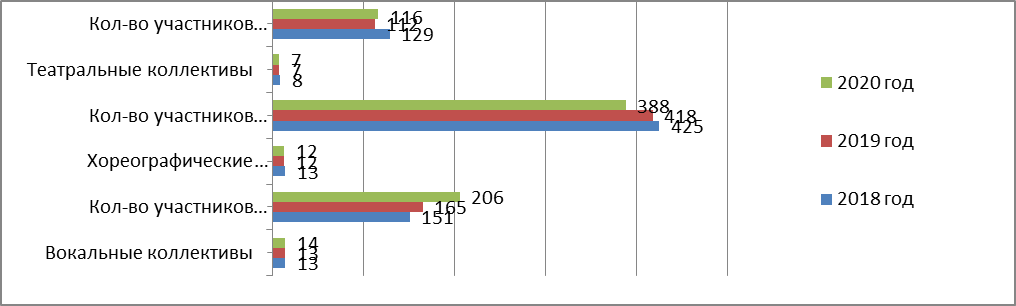 Кол-во участников...
116
112
129
Театральные коллективы
7
7
8
Кол-во участников...
388
418
425
Хореографические...
12
12
13
Кол-во участников...
206
165
151
Вокальные коллективы
14
13
13
2020 год
2019 год
2018 год